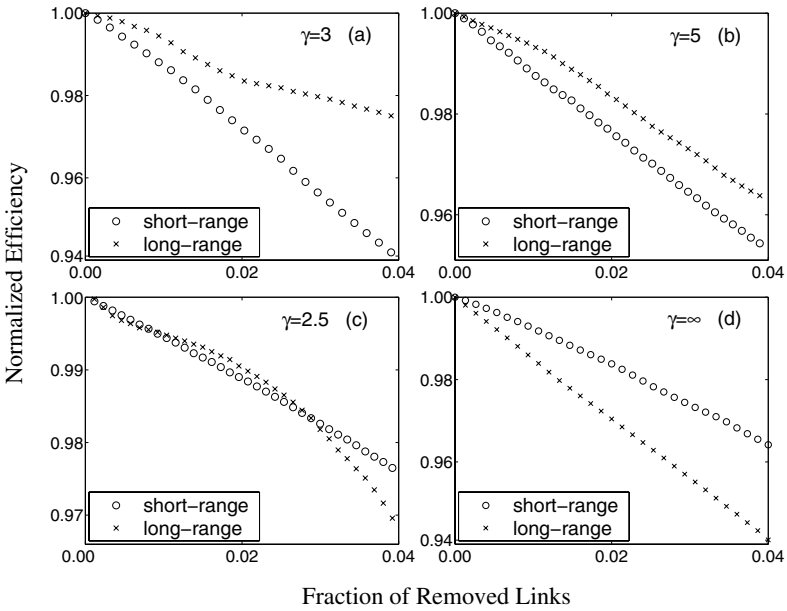 1.00
0.98
0.96
0.94
0.00
0.02
0.04
γ=3 (a)
short−range
long−range
1.00
0.98
0.96
0.00
0.02
0.04
γ=5 (b)
short−range
long−range
1.00
0.99
0.98
0.97
0.00
0.02
0.04
γ=2.5 (c)
short−range
long−range
1.00
0.98
0.96
0.94
0.00
0.02
0.04
γ=∞ (d)
short−range
long−range
Normalized Efficiency
Fraction of Removed Links